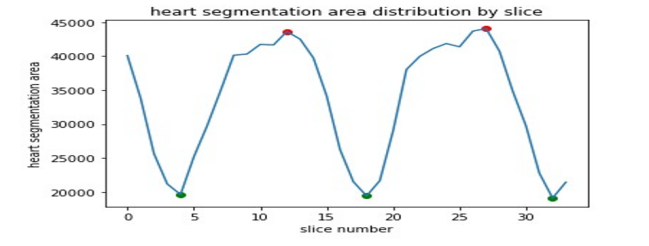 heart segmentation area distribution by slice
heart segmentation area
45000
40000
35000
30000
25000
20000
0 5 10 15 20 25 30
slice number